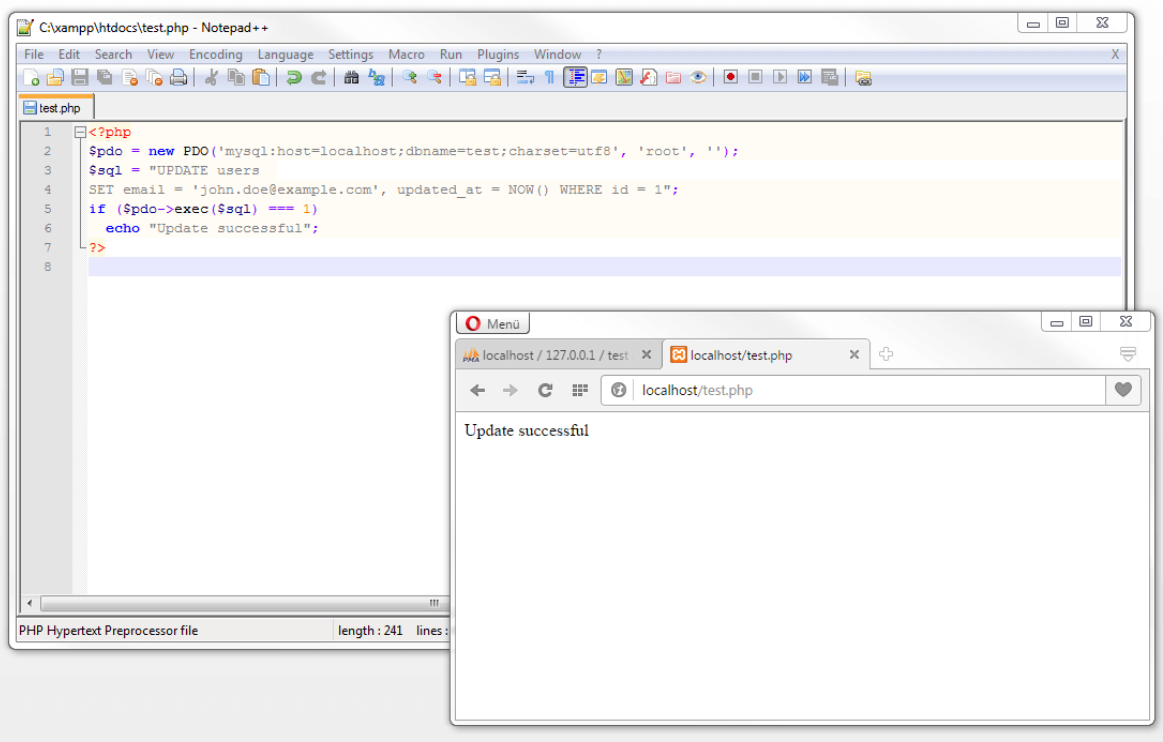 C:\xampp\htdocs\test.php - Notepad++
File Edit Search View Encoding Language Settings Macro Run Plugins Window ? X
test.php
1 <?php
2 $pdo = new PDO('mysql:host=localhost;dbname=test;charset=utf8', 'root', '');
3 $sql = "UPDATE users
4 SET email = 'john.doe@example.com', updated_at = NOW() WHERE id = 1";
5 if ($pdo->exec($sql) === 1)
6 echo "Update successful";
7 ?>
8
Menü
localhost / 127.0.0.1 / test
localhost/test.php
localhost/test.php
Update successful
PHP Hypertext Preprocessor file length : 241 lines :